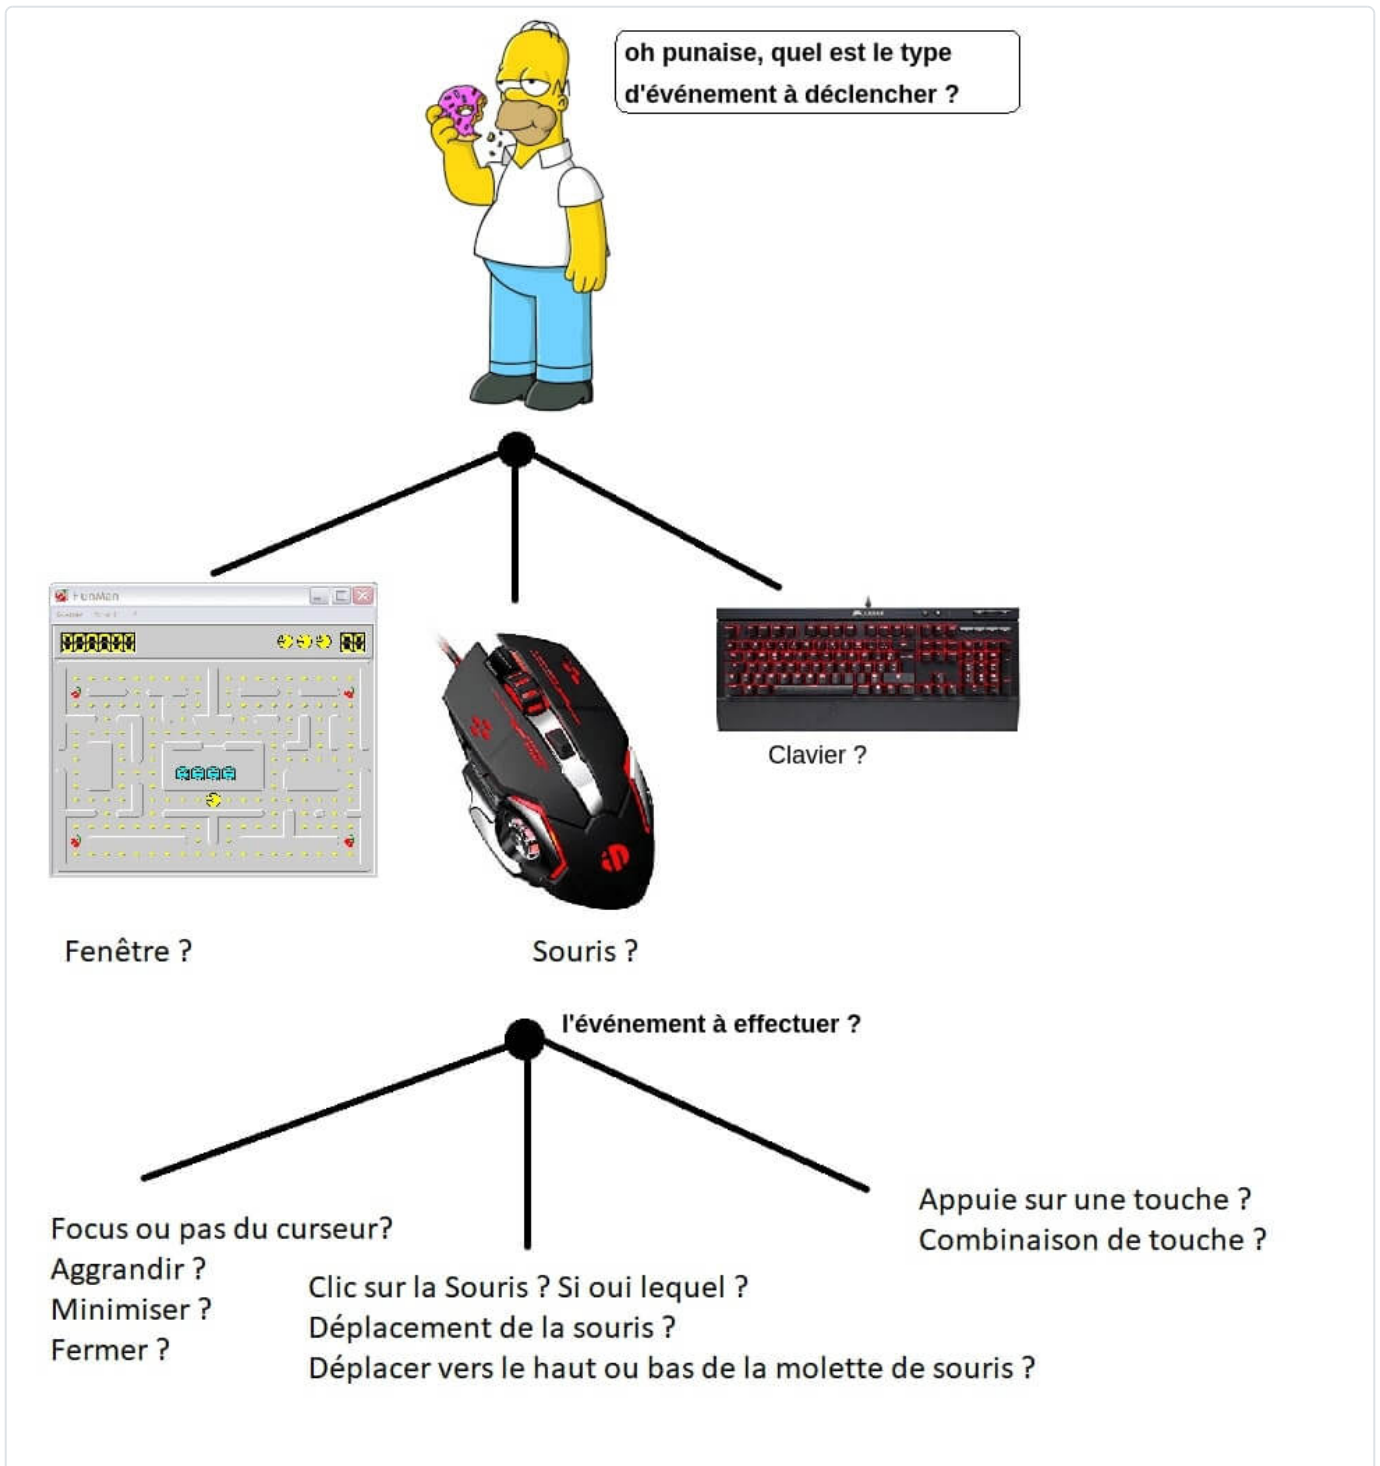 oh punaise, quel est le type
d'événement à déclencher ?
FunMan
Clavier ?
Fenêtre ?
Souris ?
l'événement à effectuer ?
Appuie sur une touche ?
Combinaison de touche ?
Focus ou pas du curseur?
Aggrandir ?
Minimiser ?
Fermer ?
Clic sur la Souris ? Si oui lequel ?
Déplacement de la souris ?
Déplacer vers le haut ou bas de la molette de souris ?